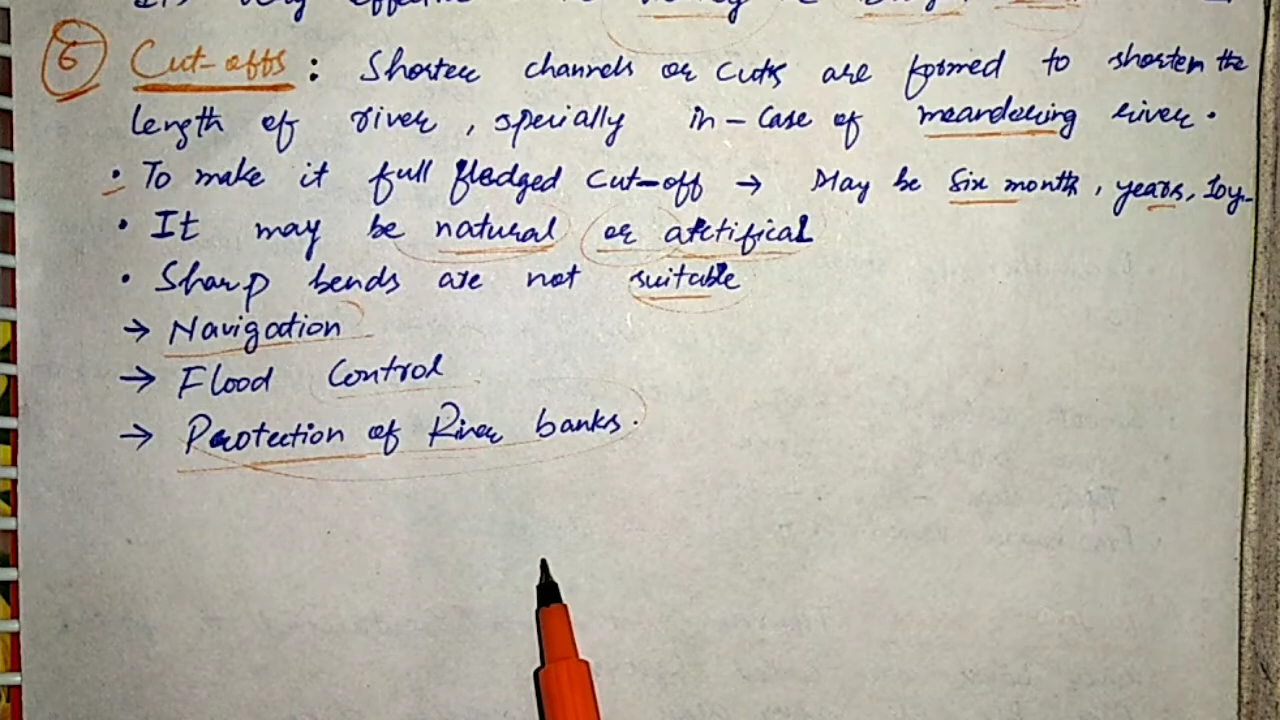 very effective
6 Cut-offs : Shorter channels or cuts are formed to shorten the
length of river, specially in-case of meandering river.
• To make it full fledged cut-off → May be six month, years, 10y.
• It may be natural or artifical
• Sharp bends are not suitable
→ Navigation
→ Flood Control
→ Protection of River banks.